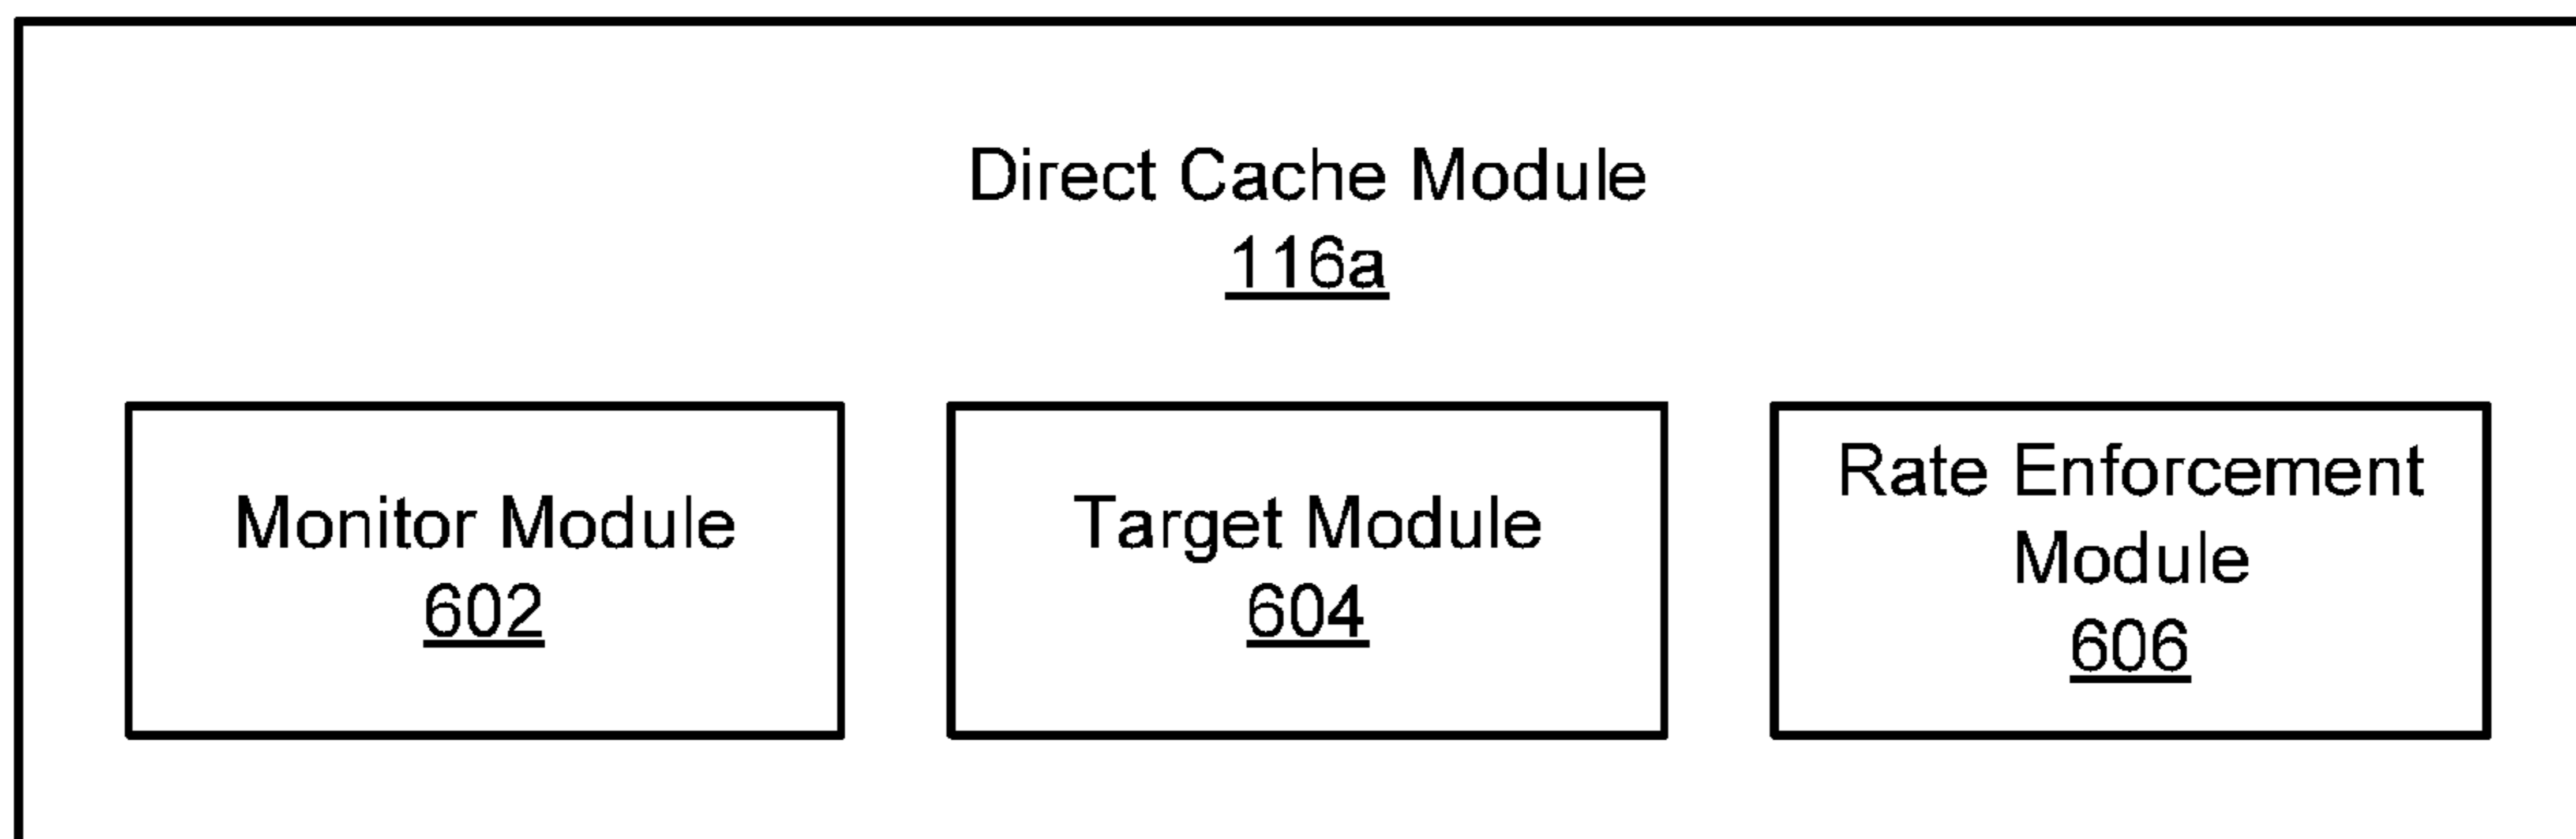 Direct Cache Module
116a
Monitor Module
602
Target Module
604
Rate Enforcement
Module
606